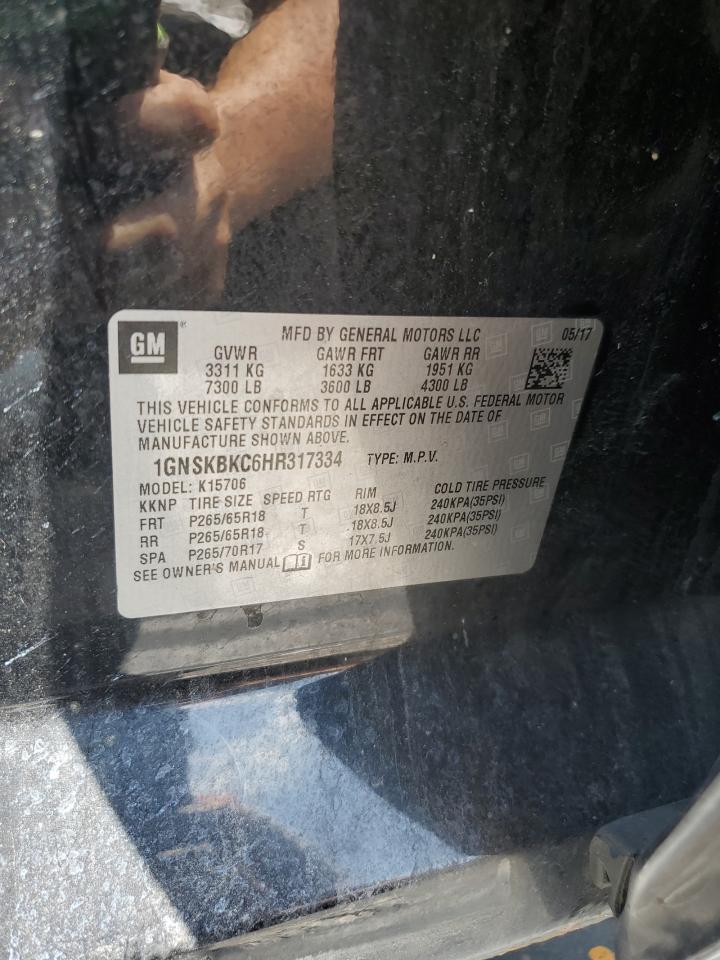 GM® MFD BY GENERAL MOTORS LLC 05/17
GVWR GAWR FRT GAWR RR
3311 KG 1633 KG 1951 KG
7300 LB 3600 LB 4300 LB
THIS VEHICLE CONFORMS TO ALL APPLICABLE U.S. FEDERAL MOTOR
VEHICLE SAFETY STANDARDS IN EFFECT ON THE DATE OF
MANUFACTURE SHOWN ABOVE.
1GNSKBKC6HR317334 TYPE: M.P.V.
MODEL: K15706
KKNP TIRE SIZE SPEED RTG RIM COLD TIRE PRESSURE
FRT P265/65R18 T 18X8.5J 240KPA(35PSI)
RR P265/65R18 T 18X8.5J 240KPA(35PSI)
SPA P265/70R17 S 17X7.5J 240KPA(35PSI)
SEE OWNER'S MANUAL FOR MORE INFORMATION.